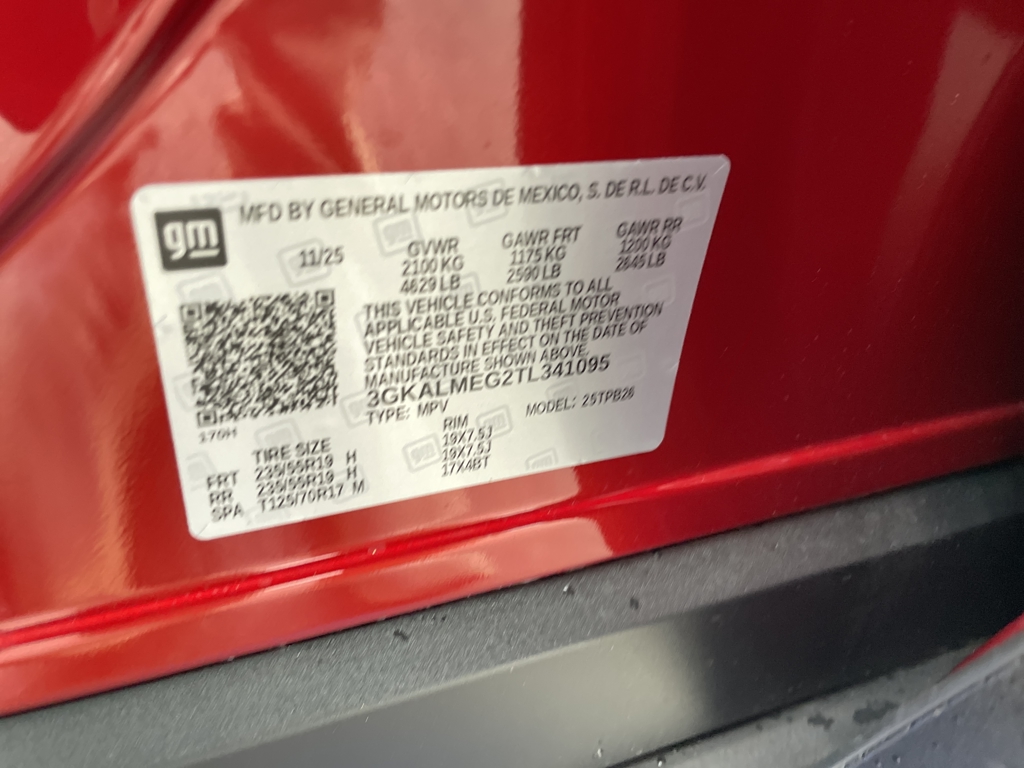 gm
MFD BY GENERAL MOTORS DE MEXICO, S. DE R.L. DE C.V.
11/25
GVWR GAWR FRT GAWR RR
2100 KG 1175 KG 1200 KG
4629 LB 2590 LB 2645 LB
THIS VEHICLE CONFORMS TO ALL
APPLICABLE U.S. FEDERAL MOTOR
VEHICLE SAFETY AND THEFT PREVENTION
STANDARDS IN EFFECT ON THE DATE OF
MANUFACTURE SHOWN ABOVE.
3GKALMEG2TL341095
TYPE: MPV MODEL: 2STPB26
170H
TIRE SIZE RIM
FRT 235/55R19 H 19X7.5J
RR 235/55R19 H 19X7.5J
SPA T125/70R17 M 17X4BT